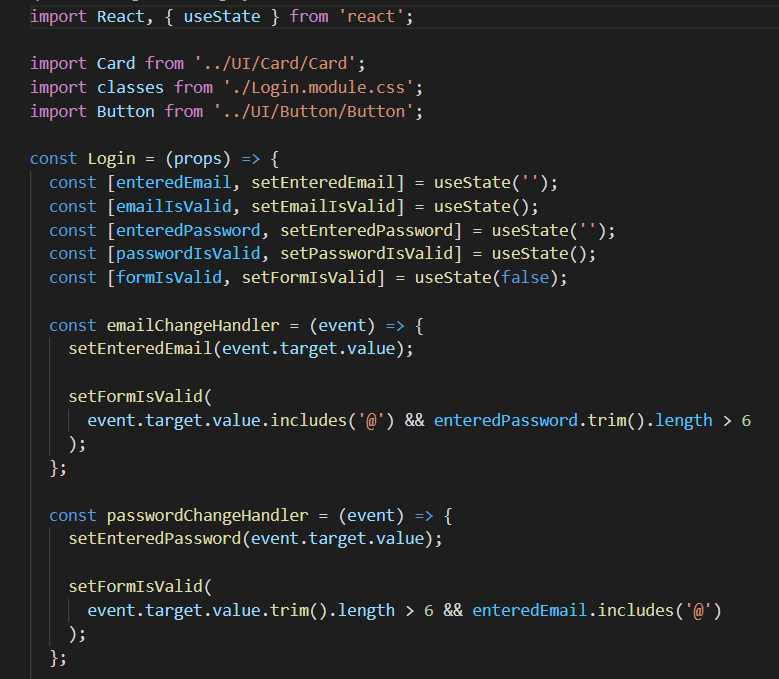 import React, { useState } from 'react';
import Card from '../UI/Card/Card';
import classes from './Login.module.css';
import Button from '../UI/Button/Button';
const Login = (props) => {
const [enteredEmail, setEnteredEmail] = useState('');
const [emailIsValid, setEmailIsValid] = useState();
const [enteredPassword, setEnteredPassword] = useState('');
const [passwordIsValid, setPasswordIsValid] = useState();
const [formIsValid, setFormIsValid] = useState(false);
const emailChangeHandler = (event) => {
setEnteredEmail(event.target.value);
setFormIsValid(
event.target.value.includes('@') && enteredPassword.trim().length > 6
);
};
const passwordChangeHandler = (event) => {
setEnteredPassword(event.target.value);
setFormIsValid(
event.target.value.trim().length > 6 && enteredEmail.includes('@')
);
};